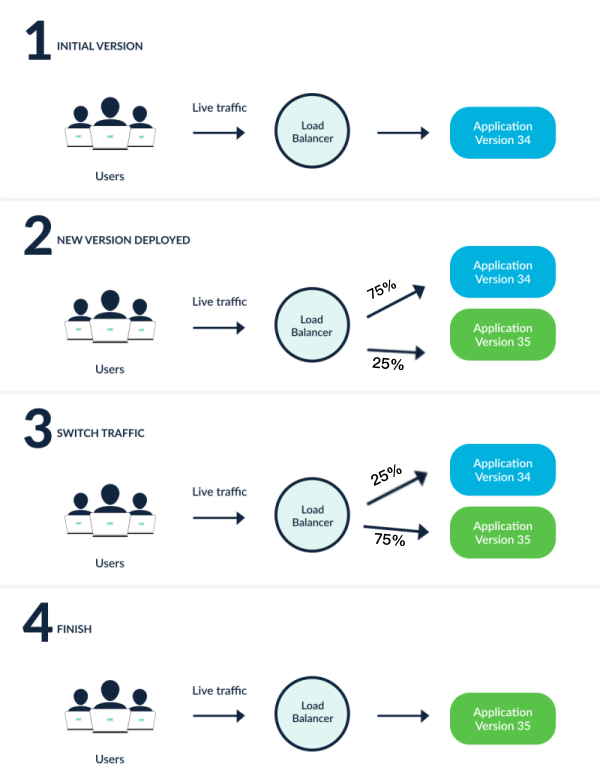 1 INITIAL VERSION
Live traffic
Load
Balancer
Application
Version 34
Users
2 NEW VERSION DEPLOYED
Live traffic
Load
Balancer
75%
25%
Application
Version 34
Application
Version 35
Users
3 SWITCH TRAFFIC
Live traffic
Load
Balancer
25%
75%
Application
Version 34
Application
Version 35
Users
4 FINISH
Live traffic
Load
Balancer
Application
Version 35
Users